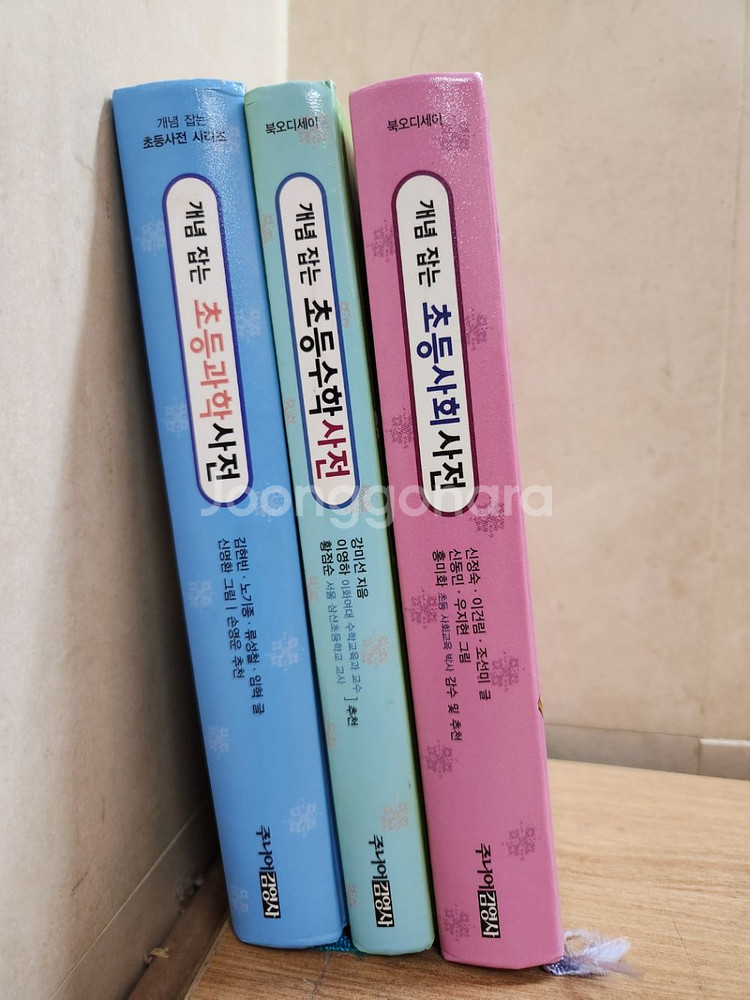 개념 잡는
초등사전 시리즈
개념 잡는 초등과학사전
김현빈 · 노기종 · 류성철 · 임혁 글
신명환 그림 | 손영운 추천
주니어김영사
북오디세이
개념 잡는 초등수학사전
강미선 지음
이영하 이화여대 수학교육과 교수
황점순 서울 삼선초등학교 교사
] 추천
주니어김영사
북오디세이
개념 잡는 초등사회사전
신정숙 · 이건림 · 조선미 글
신동민 · 우지현 그림
홍미화 초등 사회교육 박사 감수 및 추천
주니어김영사
Joonggonara